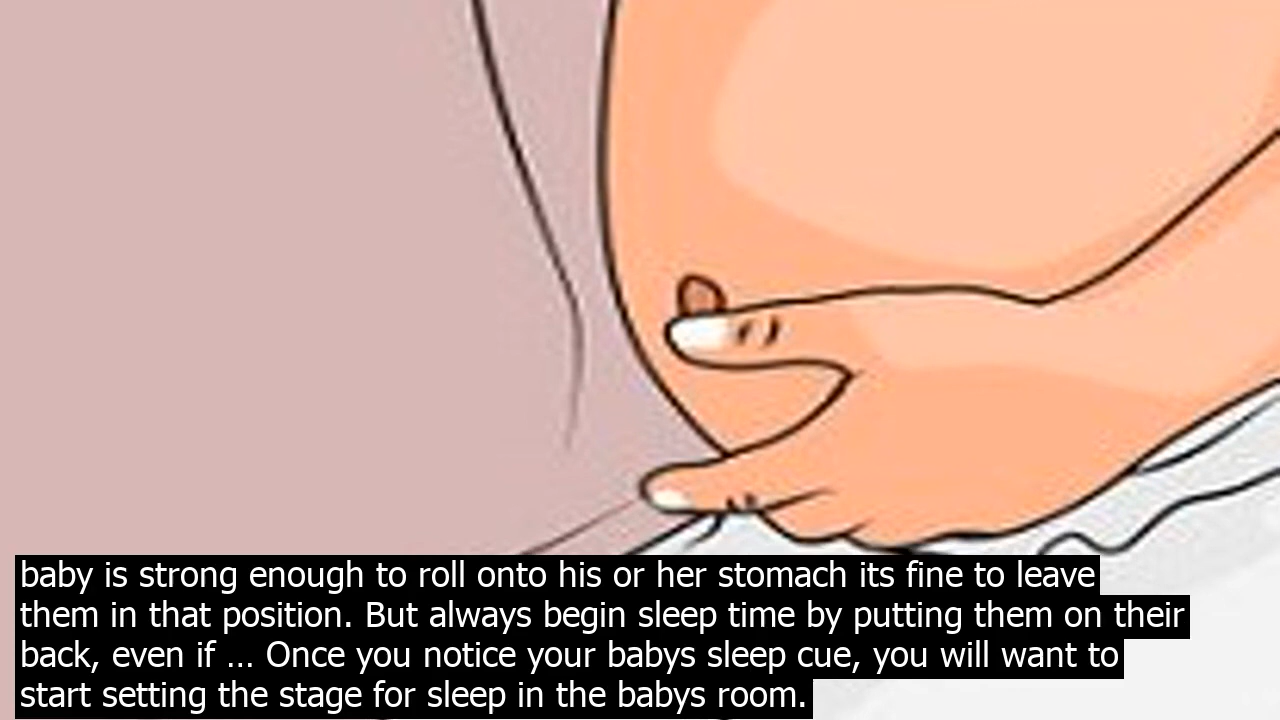 baby is strong enough to roll onto his or her stomach its fine to leave
them in that position. But always begin sleep time by putting them on their
back, even if ... Once you notice your babys sleep cue, you will want to
start setting the stage for sleep in the babys room.